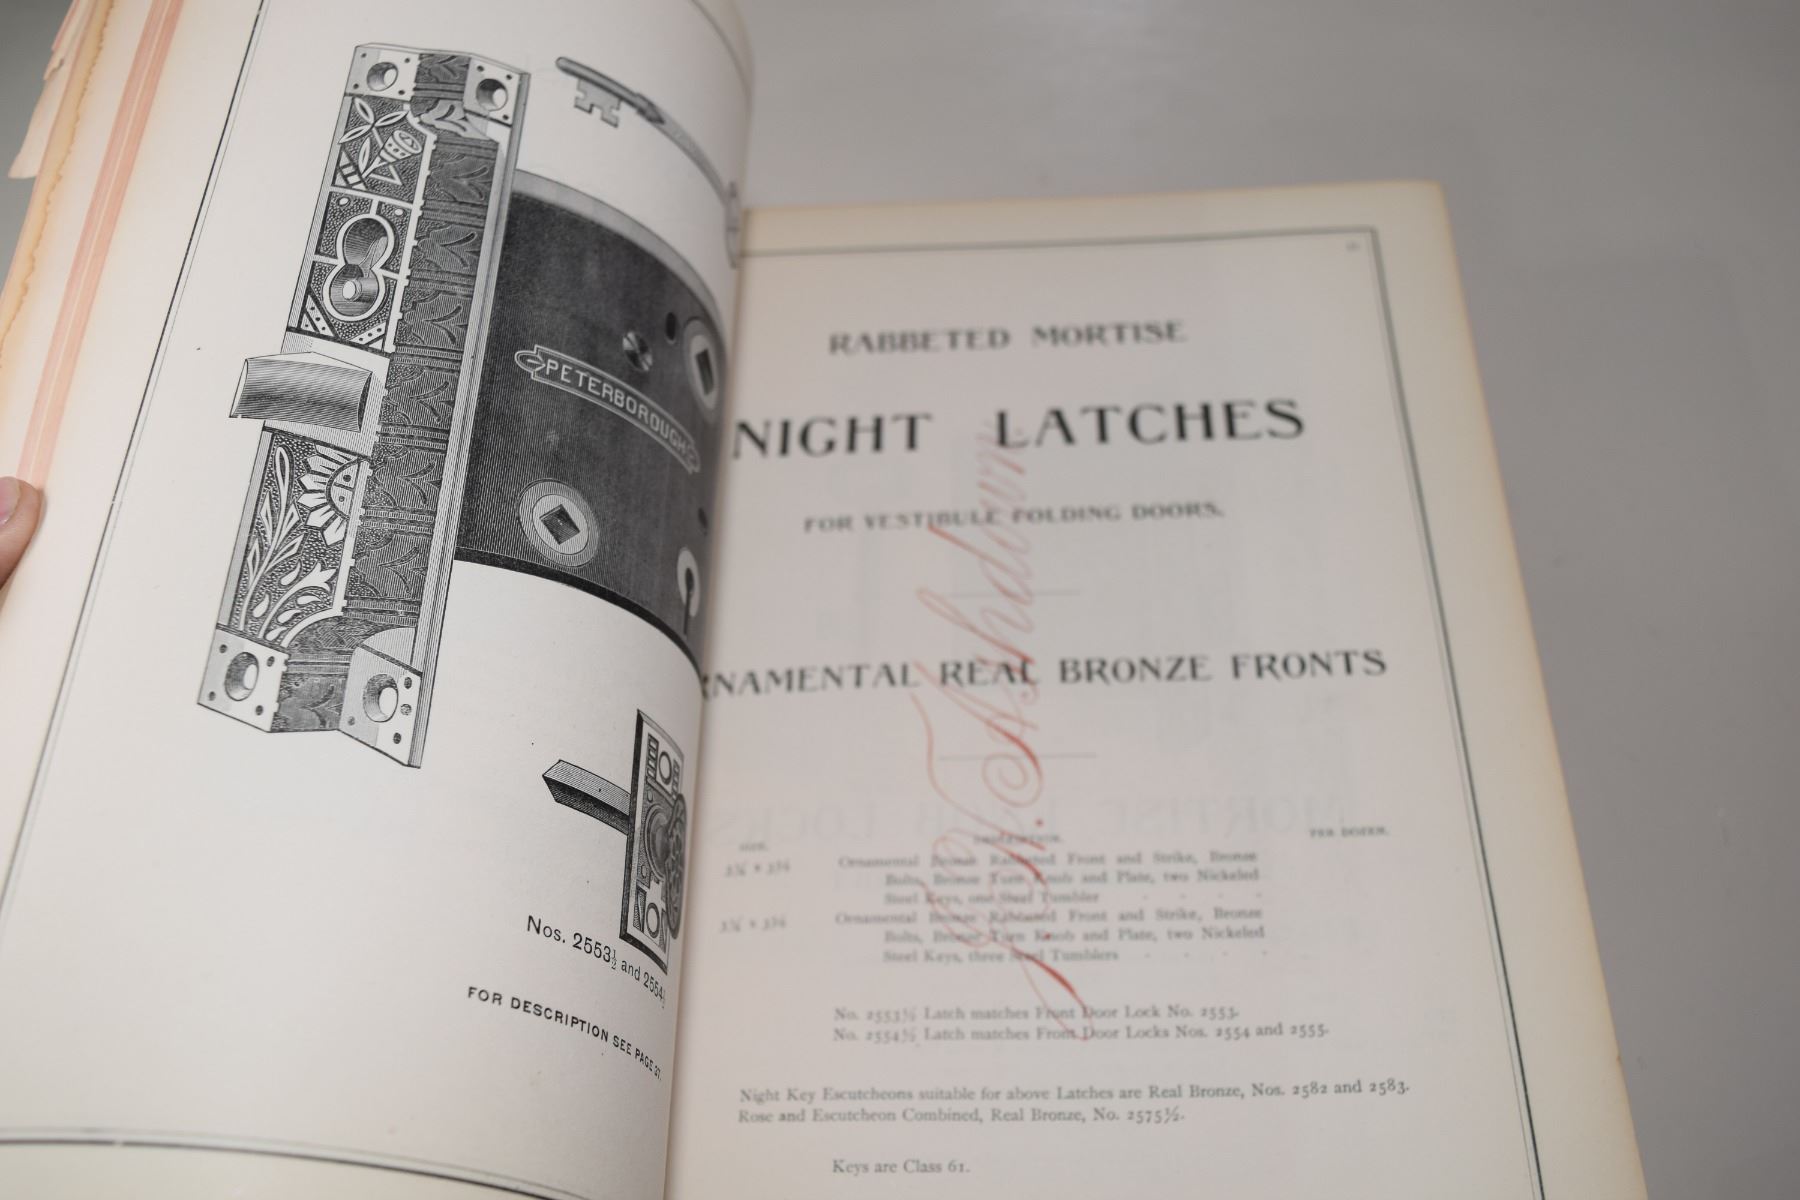 PETERBOROUGH
Nos. 2553½ and 2554½
FOR DESCRIPTION SEE PAGE 37.
RABBETED MORTISE
NIGHT LATCHES
FOR VESTIBULE FOLDING DOORS.
ORNAMENTAL REAL BRONZE FRONTS
Ashdown.
SIZE. DESCRIPTION. PER DOZEN.
Ornamental Bronze Rabbeted Front and Strike, Bronze
Bolts, Bronze Turn Knob and Plate, two Nickeled
Steel Keys, one Steel Tumbler
Ornamental Bronze Rabbeted Front and Strike, Bronze
Bolts, Bronze Turn Knob and Plate, two Nickeled
Steel Keys, three Steel Tumblers
No. 2553½ Latch matches Front Door Lock No. 2553.
No. 2554½ Latch matches Front Door Locks Nos. 2554 and 2555.
Night Key Escutcheons suitable for above Latches are Real Bronze, Nos. 2582 and 2583.
Rose and Escutcheon Combined, Real Bronze, No. 2575½.
Keys are Class 61.